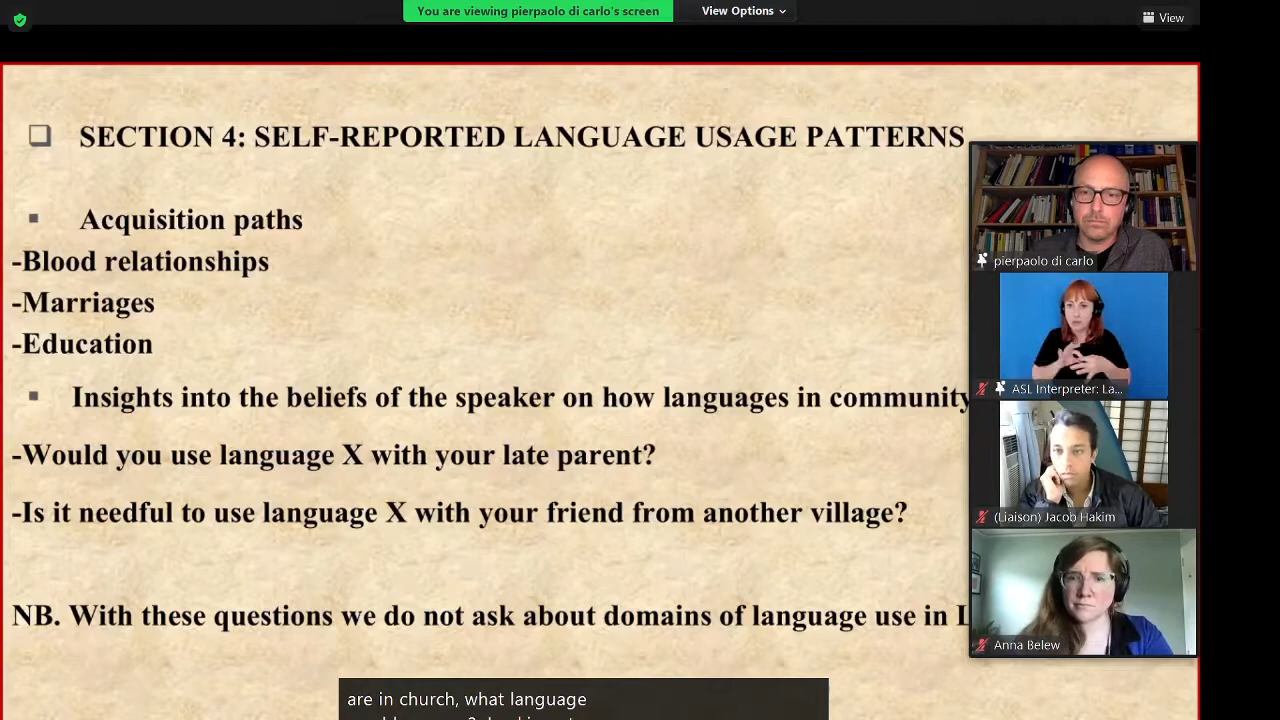 You are viewing pierpaolo di carlo's screen
View Options
View
SECTION 4: SELF-REPORTED LANGUAGE USAGE PATTERNS
Acquisition paths
-Blood relationships
-Marriages
-Education
Insights into the beliefs of the speaker on how languages in community
-Would you use language X with your late parent?
-Is it needful to use language X with your friend from another village?
NB. With these questions we do not ask about domains of language use in
pierpaolo di carlo
ASL Interpreter: La...
(Liaison) Jacob Hakim
Anna Belew
are in church, what language